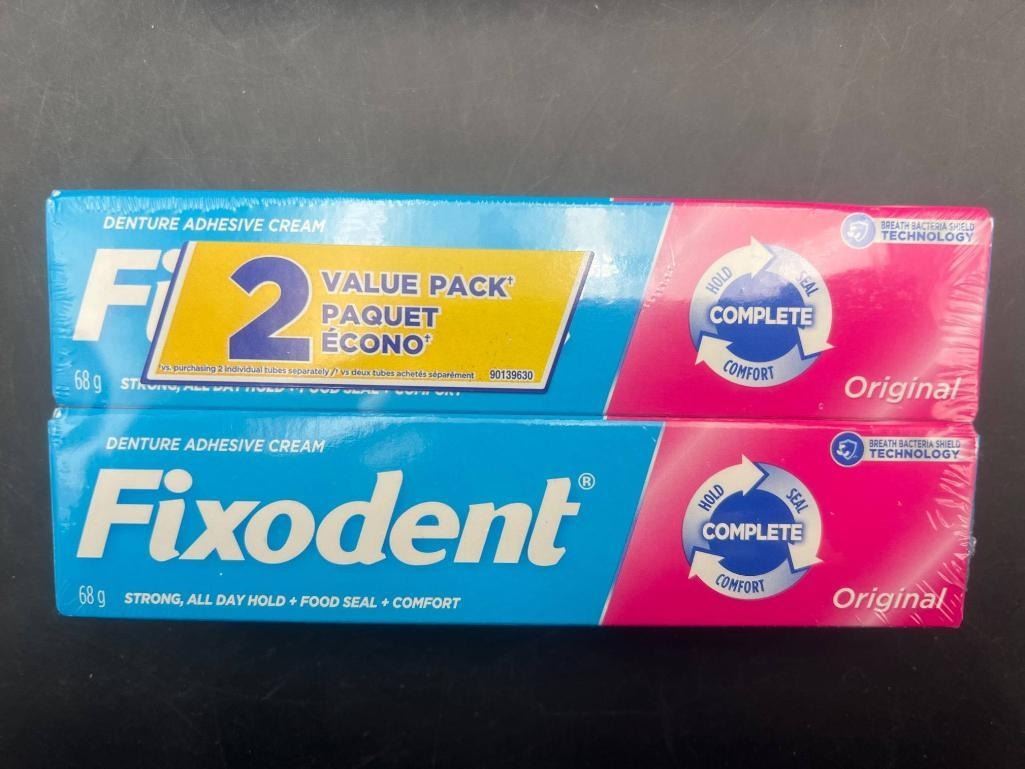 DENTURE ADHESIVE CREAM
Fi
2
VALUE PACK†
PAQUET
ÉCONO†
†vs. purchasing 2 individual tubes separately /† vs deux tubes achetés séparément
90139630
68 g
STRONG, ALL DAY HOLD + FOOD SEAL + COMFORT
BREATH BACTERIA SHIELD
TECHNOLOGY
HOLD
SEAL
COMPLETE
COMFORT
Original
DENTURE ADHESIVE CREAM
Fixodent®
68 g
STRONG, ALL DAY HOLD + FOOD SEAL + COMFORT
BREATH BACTERIA SHIELD
TECHNOLOGY
HOLD
SEAL
COMPLETE
COMFORT
Original